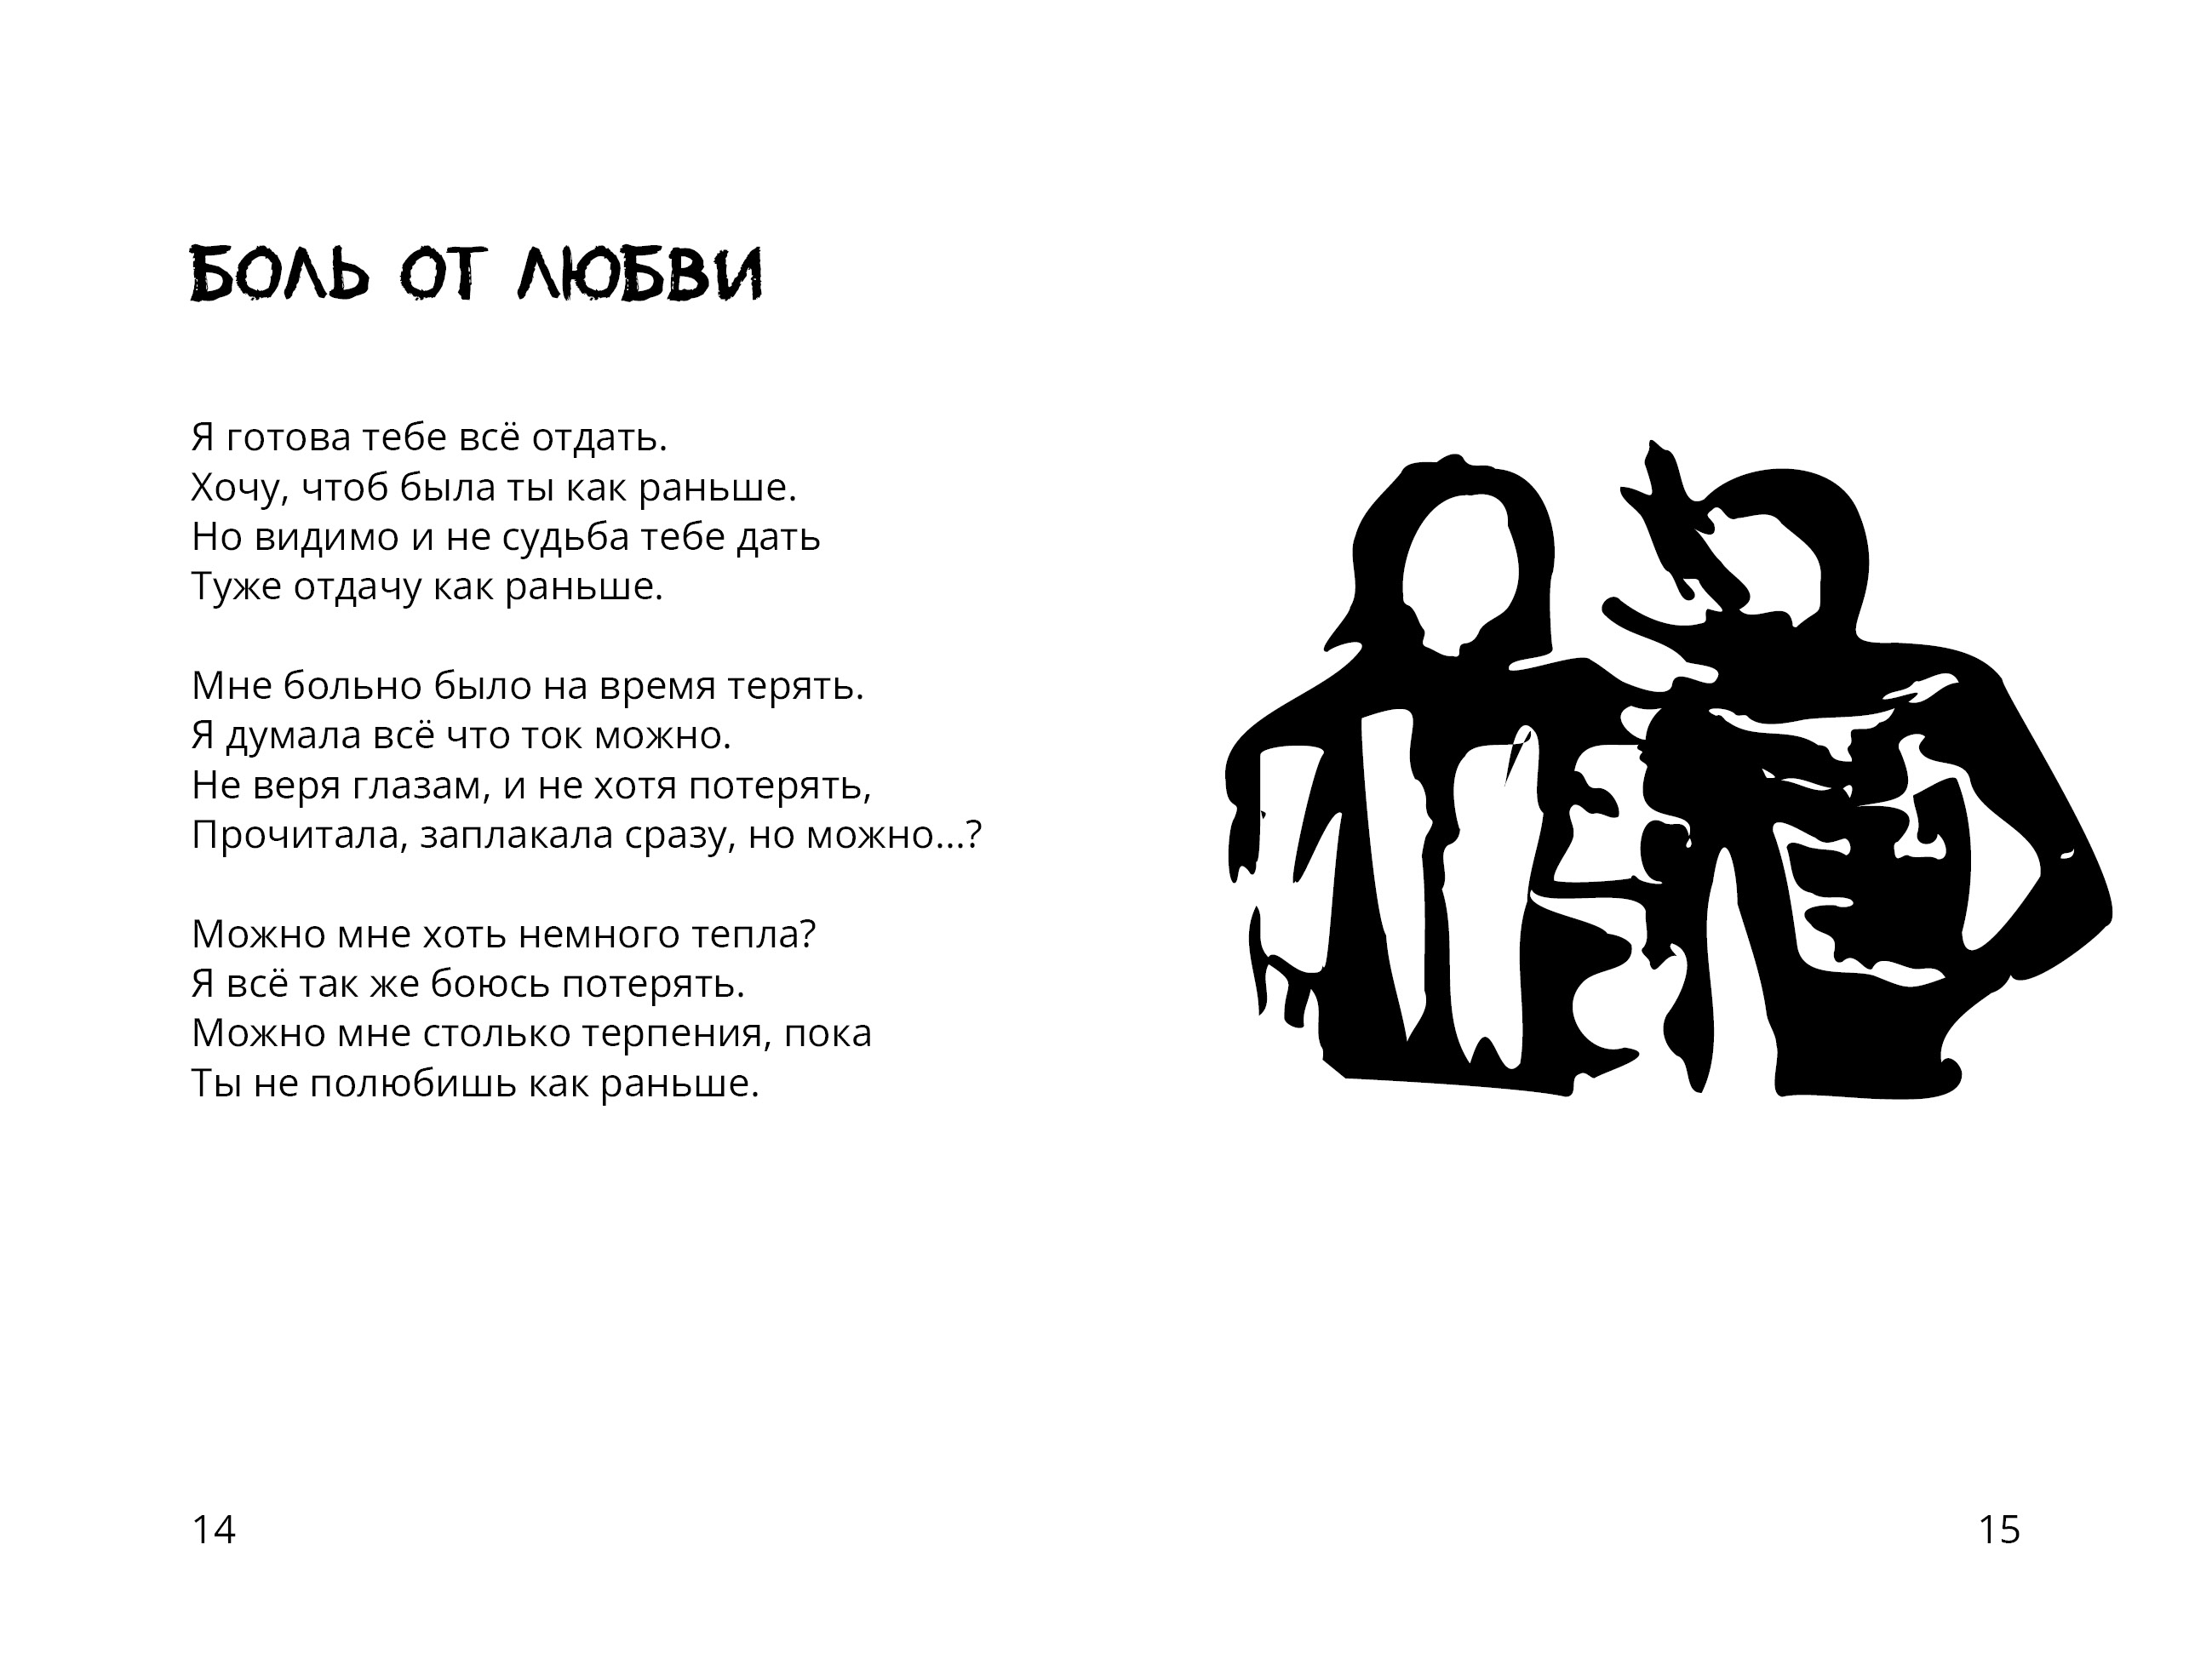 БОЛЬ ОТ ЛЮБВИ
Я готова тебе всё отдать.
Хочу, чтоб была ты как раньше.
Но видимо и не судьба тебе дать
Туже отдачу как раньше.
Мне больно было на время терять.
Я думала всё что ток можно.
Не веря глазам, и не хотя потерять,
Прочитала, заплакала сразу, но можно...?
Можно мне хоть немного тепла?
Я всё так же боюсь потерять.
Можно мне столько терпения, пока
Ты не полюбишь как раньше.
14
15